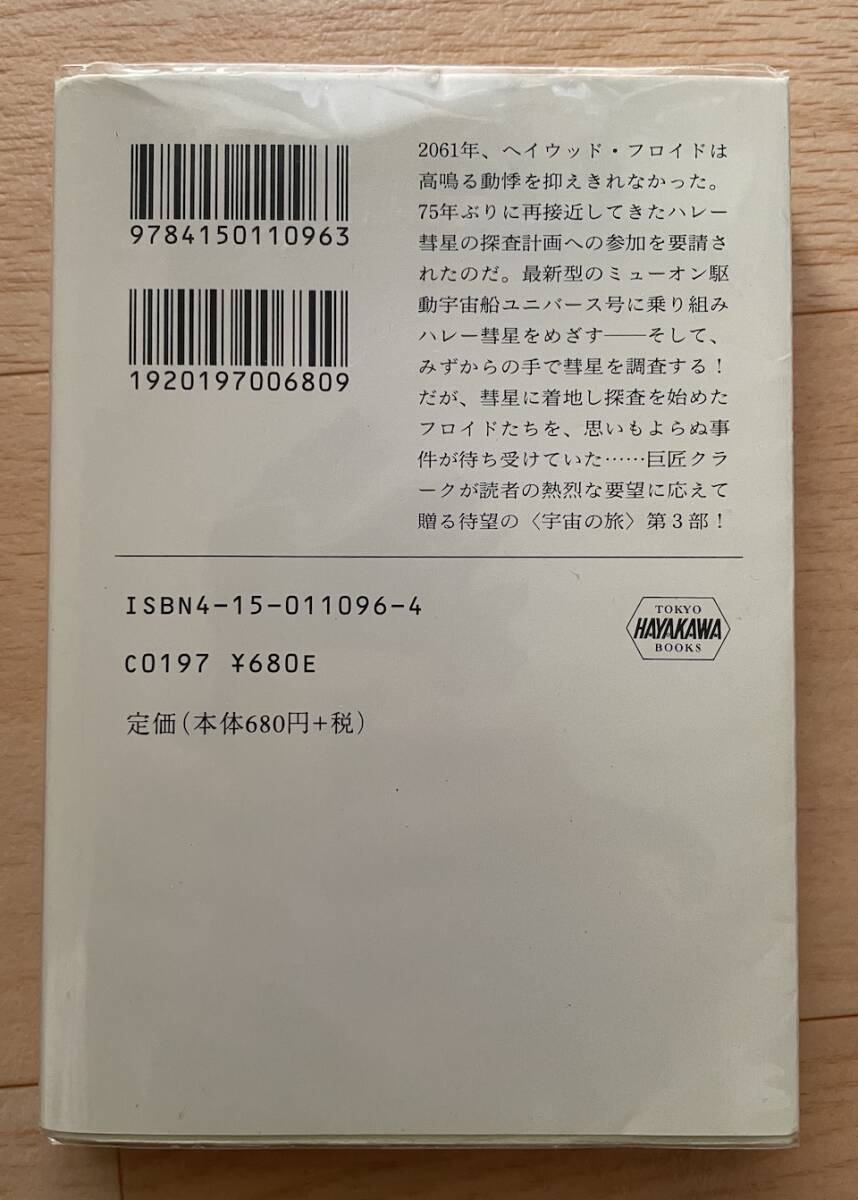 9784150110963
1920197006809
2061年、ヘイウッド・フロイドは
高鳴る動悸を抑えきれなかった。
75年ぶりに再接近してきたハレー
彗星の探査計画への参加を要請さ
れたのだ。最新型のミューオン駆
動宇宙船ユニバース号に乗り組み
ハレー彗星をめざす――そして、
みずからの手で彗星を調査する！
だが、彗星に着地し探査を始めた
フロイドたちを、思いもよらぬ事
件が待ち受けていた……巨匠クラ
ークが読者の熱烈な要望に応えて
贈る待望の〈宇宙の旅〉第３部！
ISBN4-15-011096-4
C0197 ¥680E
定価（本体680円+税）
TOKYO
HAYAKAWA
BOOKS